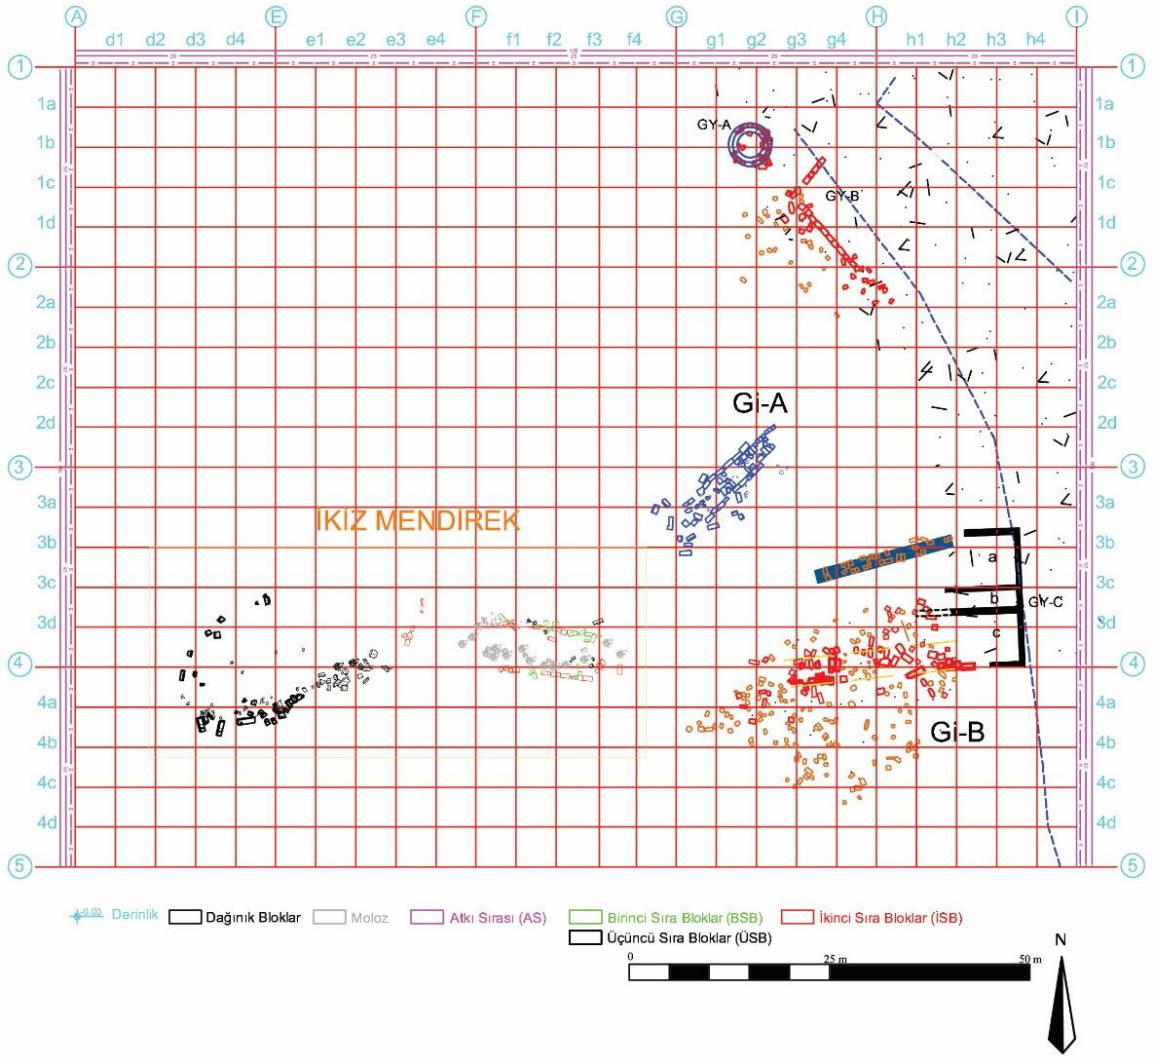 A E F G H I
d1 d2 d3 d4 e1 e2 e3 e4 f1 f2 f3 f4 g1 g2 g3 g4 h1 h2 h3 h4
1 1
1a 1a
GY-A
1b 1b
1c 1c
GY-B
1d 1d
2 2
2a 2a
2b 2b
2c 2c
Gi-A
2d 2d
3 3
3a 3a
İKİZ MENDİREK
3b 3b
a
3c 3c
b GY-C
3d 3d
c
4 4
4a 4a
Gi-B
4b 4b
4c 4c
4d 4d
5 5
-0.00 Derinlik Dağınık Bloklar Moloz Atkı Sırası (AS) Birinci Sıra Bloklar (BSB) İkinci Sıra Bloklar (İSB)
Üçüncü Sıra Bloklar (ÜSB)
N
0 25 m 50 m